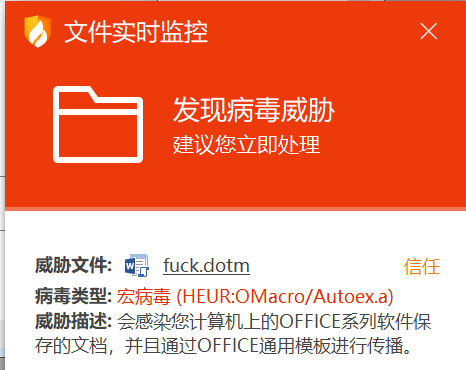 文件实时监控
发现病毒威胁
建议您立即处理
威胁文件: fuck.dotm 信任
病毒类型: 宏病毒 (HEUR:OMacro/Autoex.a)
威胁描述: 会感染您计算机上的OFFICE系列软件保
存的文档，并且通过OFFICE通用模板进行传播。